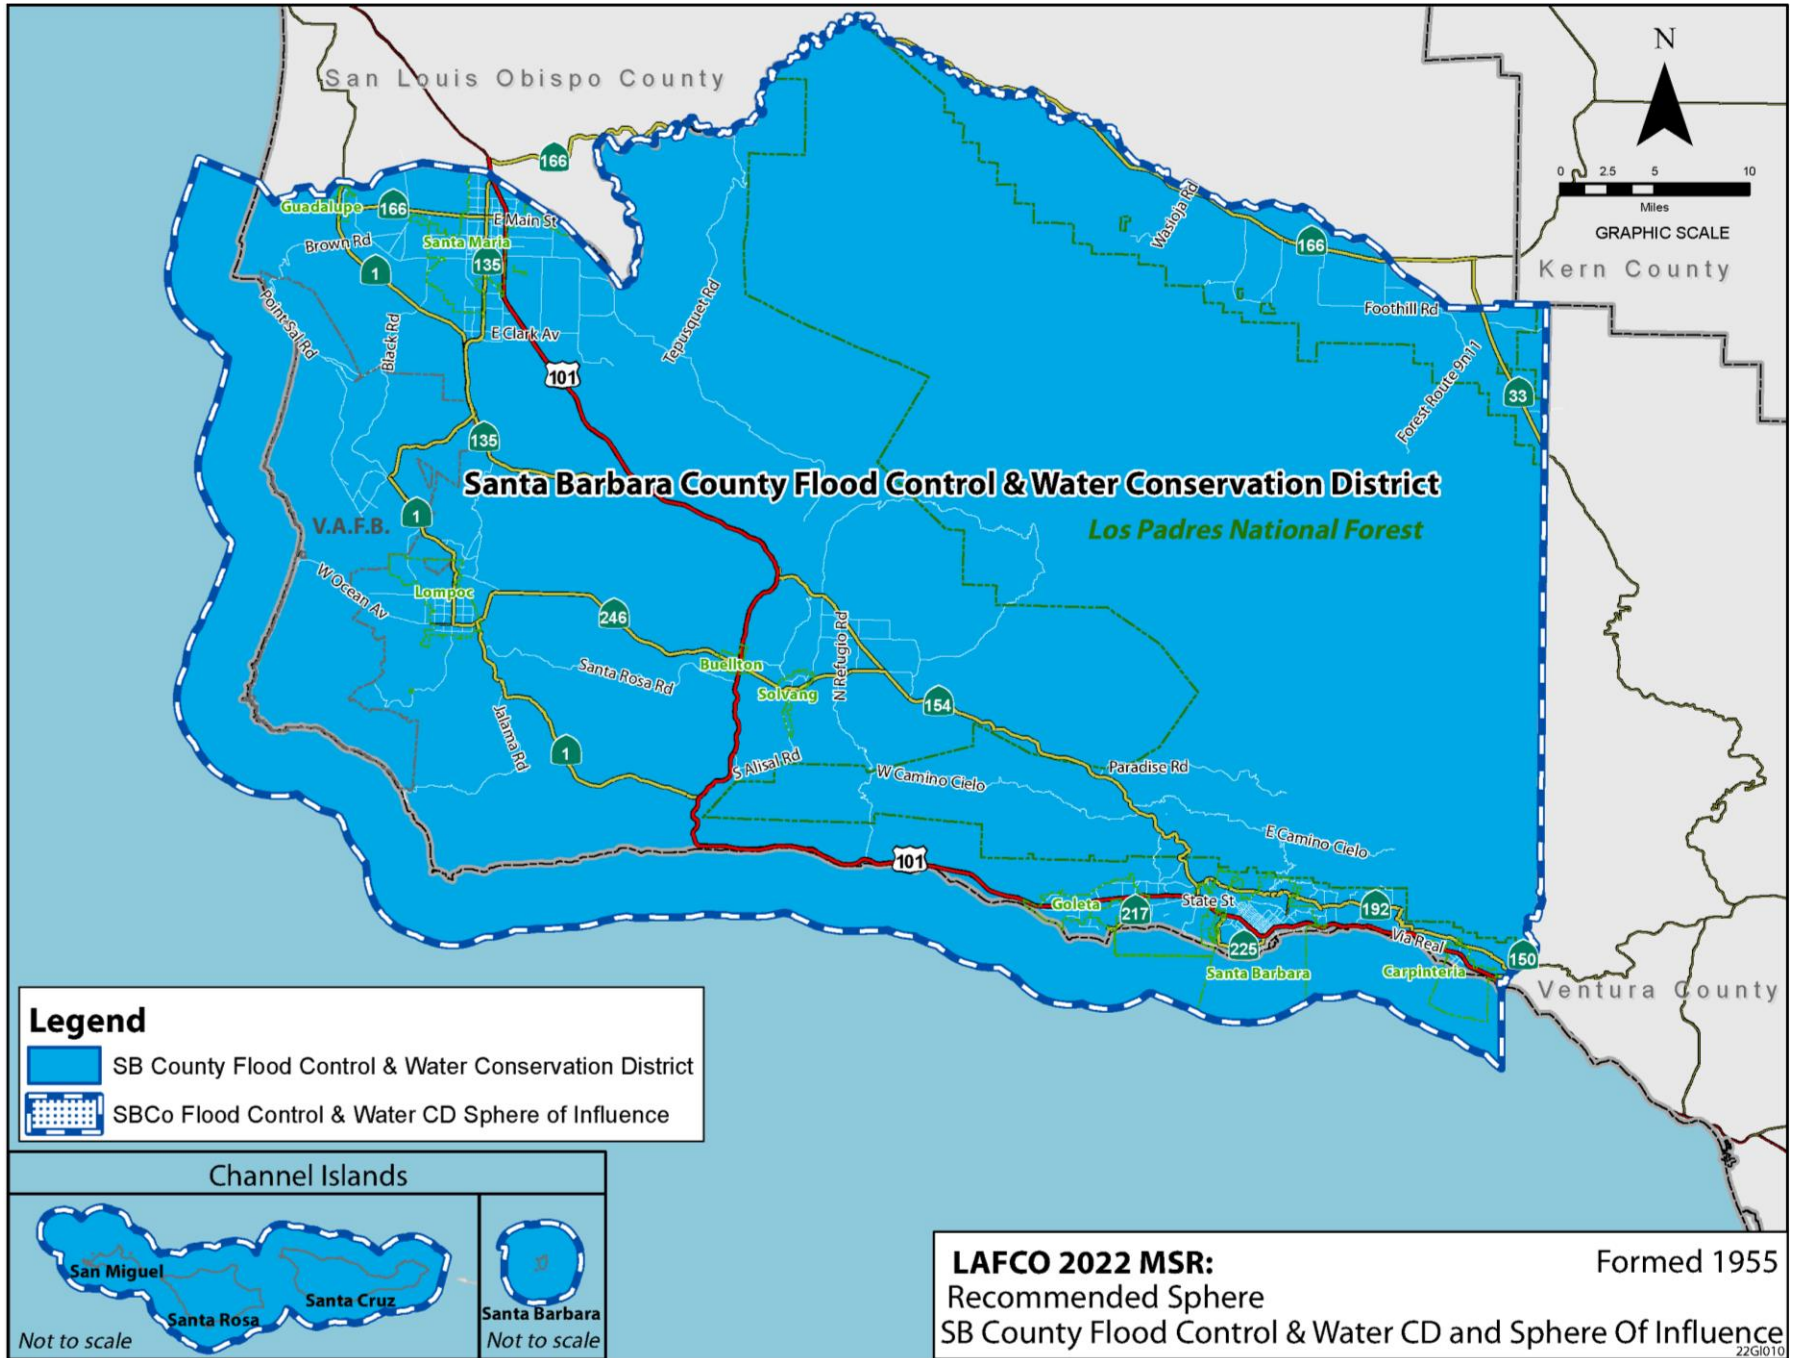 San Louis Obispo County
N
166
0 2.5 5 10
Miles
GRAPHIC SCALE
Kern County
Guadalupe
166
E Main St
Wasioja Rd
Brown Rd
Santa Maria
166
1
135
Point Sal Rd
Tepusquet Rd
Foothill Rd
Black Rd
E Clark Av
101
Forest Route 9n11
33
135
Santa Barbara County Flood Control & Water Conservation District
1
V.A.F.B.
Los Padres National Forest
W Ocean Av
Lompoc
246
N Refugio Rd
Buellton
Santa Rosa Rd
Solvang
154
Jalama Rd
1
S Alisal Rd
W Camino Cielo
Paradise Rd
E Camino Cielo
101
Goleta
217
State St
192
225
Via Real
150
Santa Barbara
Carpinteria
Ventura County
Legend
SB County Flood Control & Water Conservation District
SBCo Flood Control & Water CD Sphere of Influence
Channel Islands
San Miguel
Santa Rosa
Santa Cruz
Not to scale
Santa Barbara
Not to scale
LAFCO 2022 MSR:
Formed 1955
Recommended Sphere
SB County Flood Control & Water CD and Sphere Of Influence
22GI010